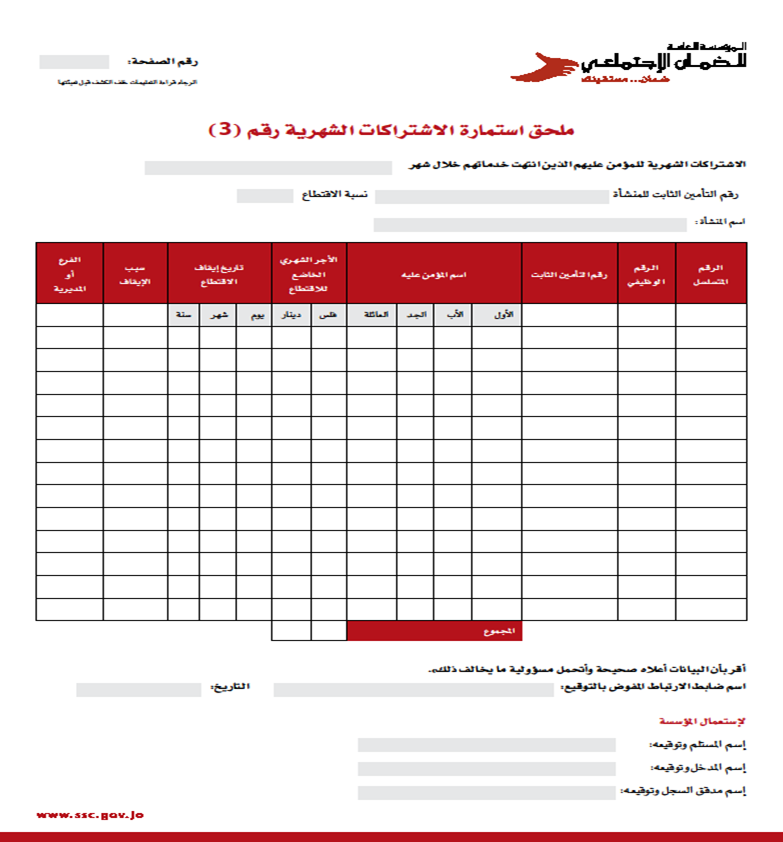 المؤسسة العامة
للضمان الإجتماعي
ضمان... مستقبلك
رقم الصفحة:
الرجاء قراءة التعليمات خلف الكشف قبل تعبئتها
ملحق استمارة الاشتراكات الشهرية رقم (3)
الاشتراكات الشهرية للمؤمن عليهم الذين انتهت خدماتهم خلال شهر
رقم التأمين الثابت للمنشأة نسبة الاقتطاع
اسم المنشأة:
الرقم المتسلسل
الرقم الوظيفي
رقم التأمين الثابت
اسم المؤمن عليه
الأجر الشهري الخاضع للاقتطاع
تاريخ إيقاف الاقتطاع
سبب الإيقاف
الفرع أو المديرية
الأول الأب الجد العائلة فلس دينار يوم شهر سنة
المجموع
أقر بأن البيانات أعلاه صحيحة وأتحمل مسؤولية ما يخالف ذلك،
اسم ضابط الارتباط المفوض بالتوقيع: التاريخ:
لإستعمال المؤسسة
إسم المستلم وتوقيعه:
إسم المدخل وتوقيعه:
إسم مدقق السجل وتوقيعه:
www.ssc.gov.jo